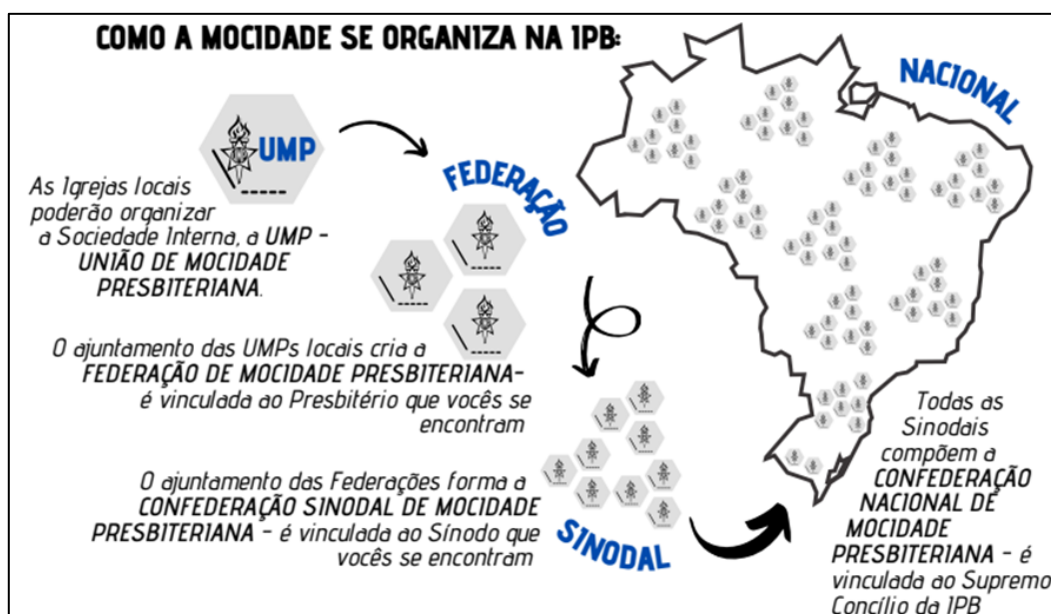 COMO A MOCIDADE SE ORGANIZA NA IPB:
UMP
As Igrejas locais
poderão organizar
a Sociedade Interna, a UMP –
UNIÃO DE MOCIDADE
PRESBITERIANA.
FEDERAÇÃO
O ajuntamento das UMPs locais cria a
FEDERAÇÃO DE MOCIDADE PRESBITERIANA–
é vinculada ao Presbitério que vocês se
encontram
O ajuntamento das Federações forma a
CONFEDERAÇÃO SINODAL DE MOCIDADE
PRESBITERIANA – é vinculada ao Sínodo que
vocês se encontram
SINODAL
NACIONAL
Todas as
Sinodais
compõem a
CONFEDERAÇÃO
NACIONAL DE
MOCIDADE
PRESBITERIANA – é
vinculada ao Supremo
Concílio da IPB